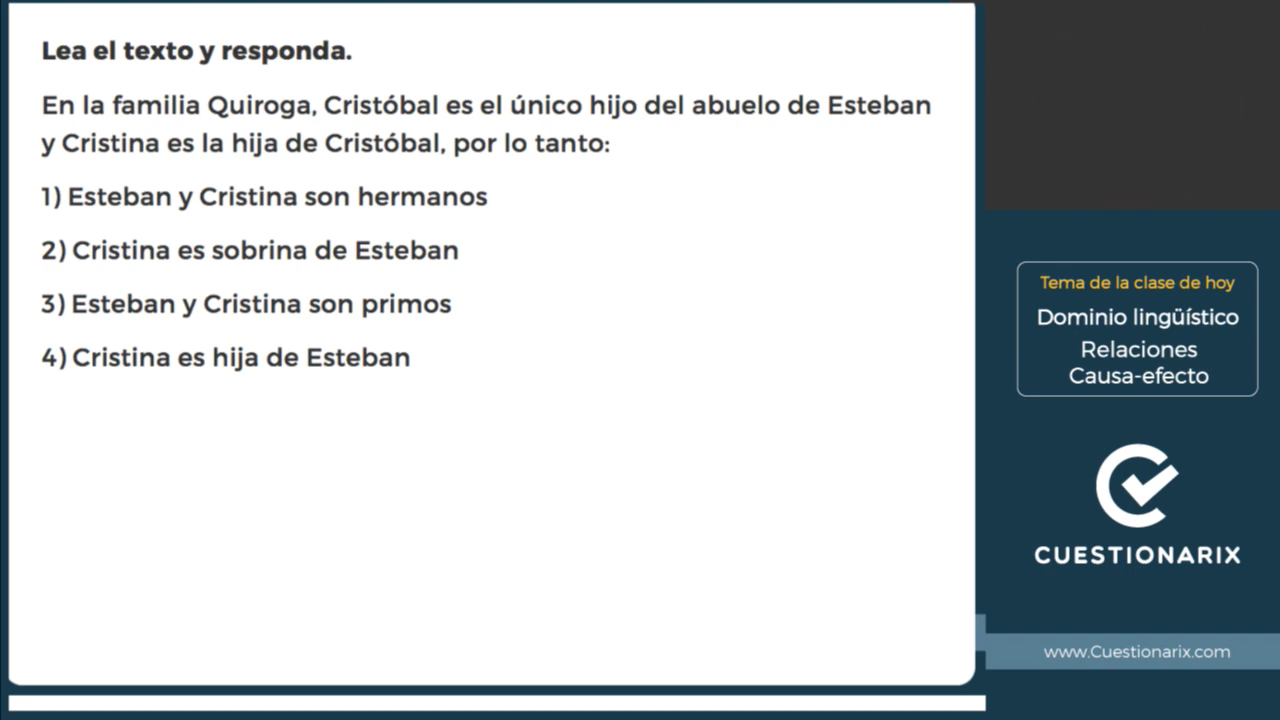 Lea el texto y responda.
En la familia Quiroga, Cristóbal es el único hijo del abuelo de Esteban
y Cristina es la hija de Cristóbal, por lo tanto:
1) Esteban y Cristina son hermanos
2) Cristina es sobrina de Esteban
3) Esteban y Cristina son primos
4) Cristina es hija de Esteban
Tema de la clase de hoy
Dominio lingüístico
Relaciones
Causa-efecto
CUESTIONARIX
www.Cuestionarix.com